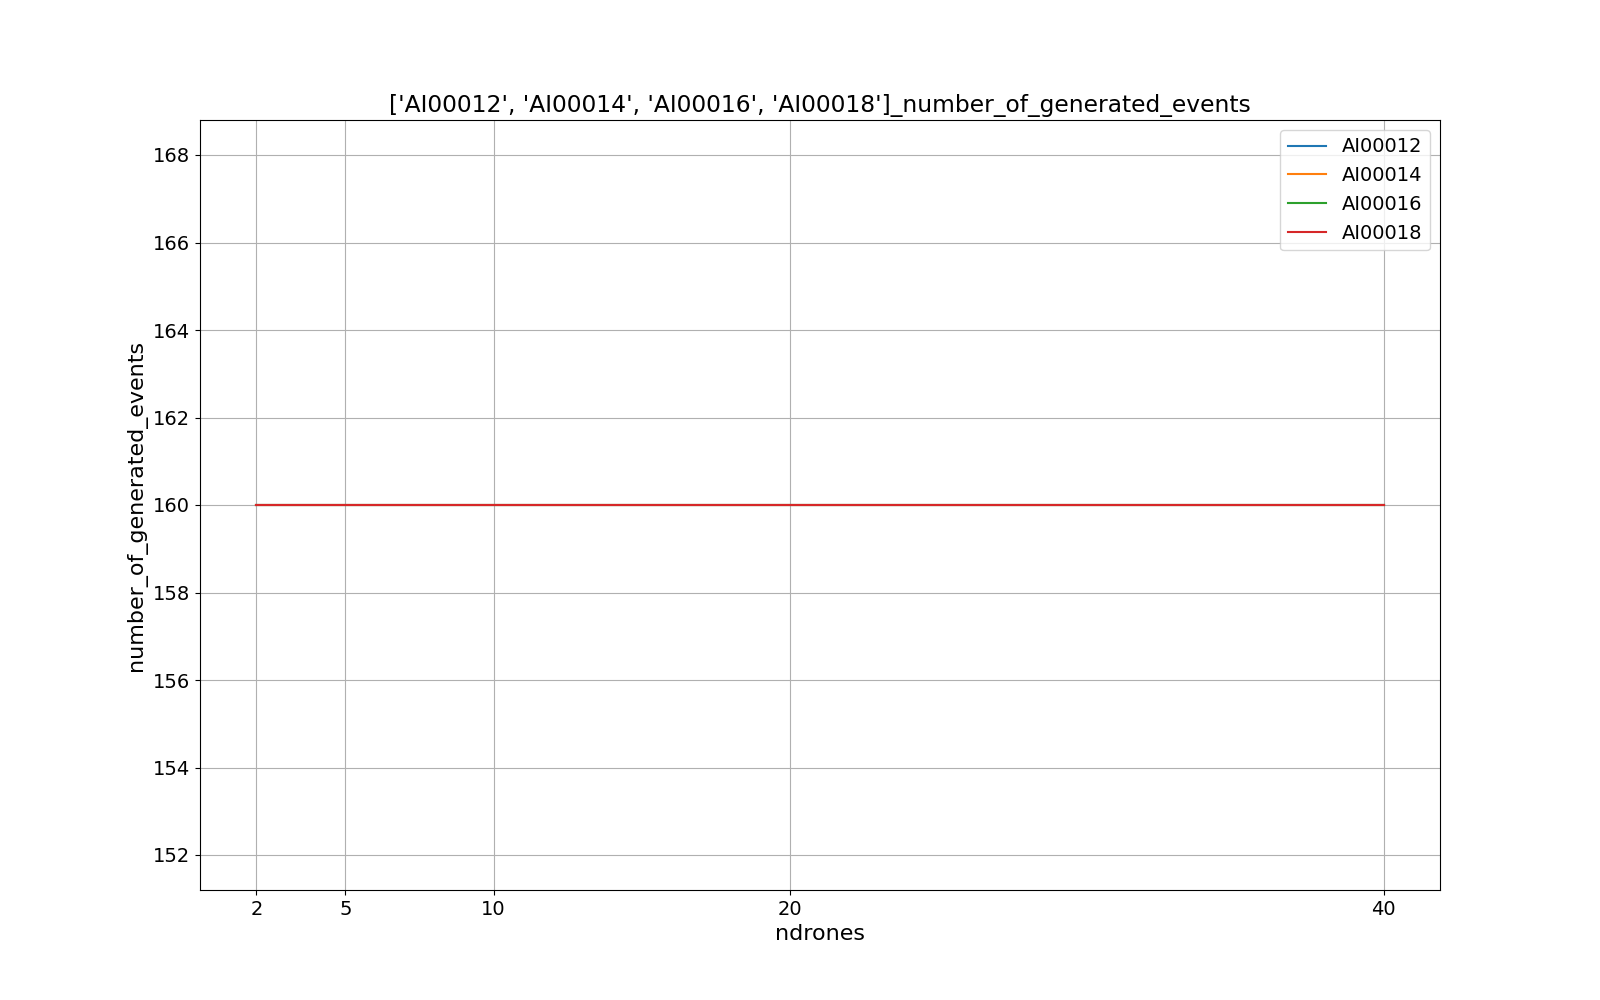 ['AI00012', 'AI00014', 'AI00016', 'AI00018']_number_of_generated_events
AI00012
AI00014
AI00016
AI00018
168
166
164
162
160
158
156
154
152
number_of_generated_events
2 5 10 20 40
ndrones